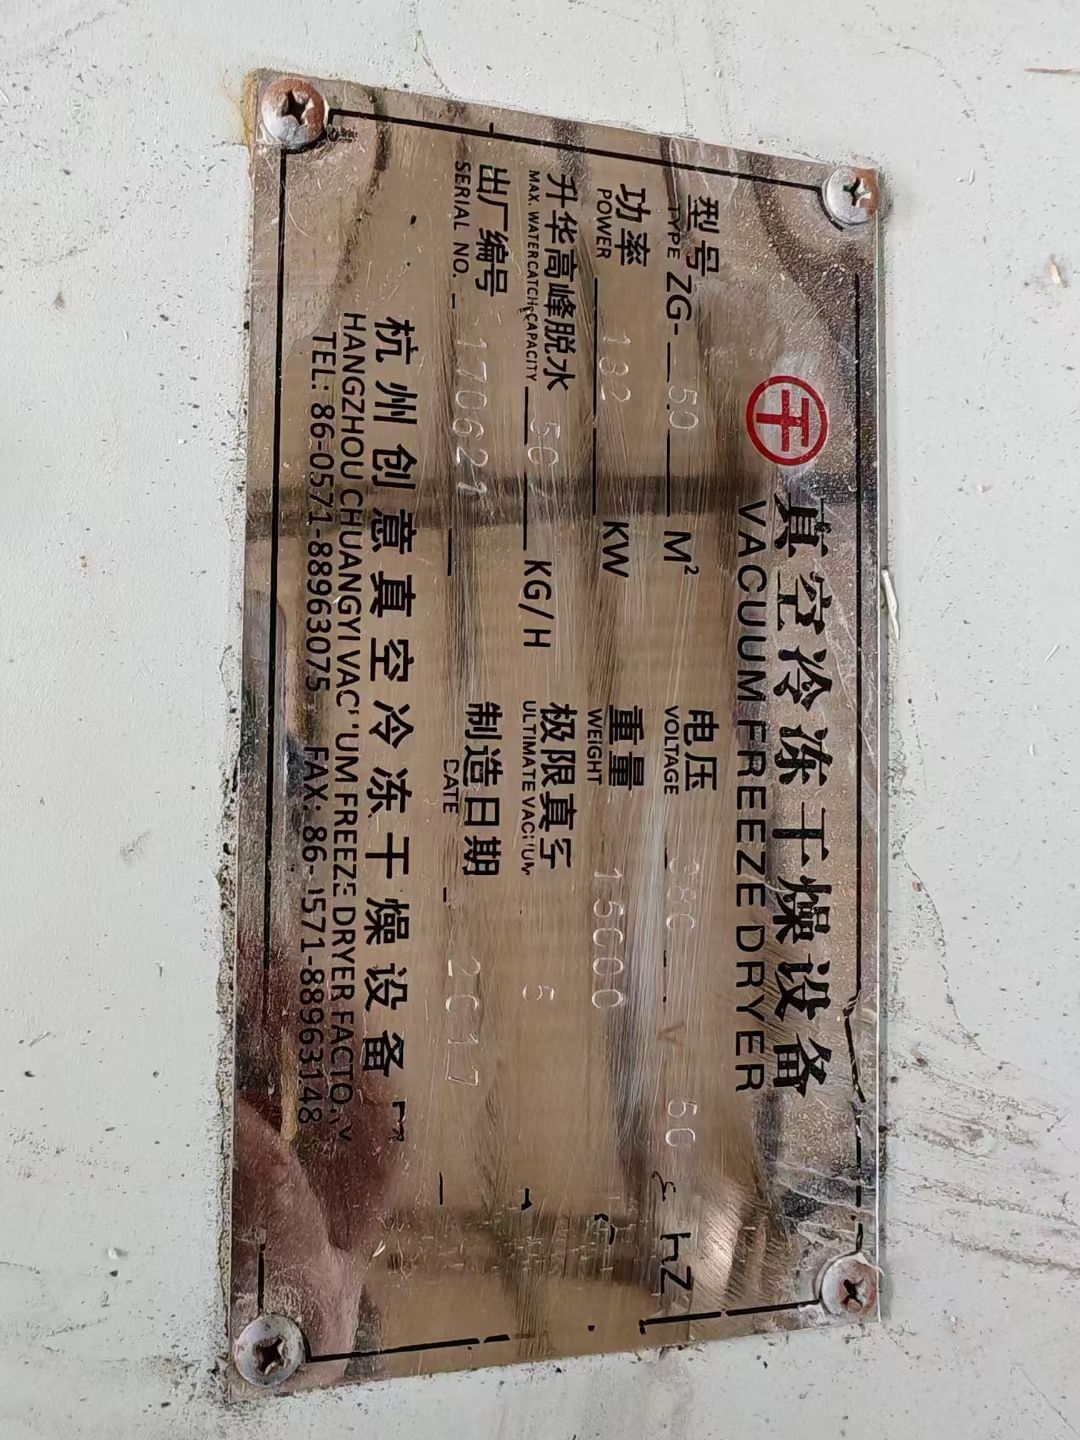 干 真空冷冻干燥设备
VACUUM FREEZE DRYER
型号 ZG- 50 M² 电压 380 V 50 hZ
TYPE VOLTAGE
功率 132 KW 重量 15000
POWER WEIGHT
升华高峰脱水 50 KG/H 极限真空 5
MAX. WATER CATCH CAPACITY ULTIMATE VACUUM
出厂编号 170621 制造日期 2017
SERIAL NO. DATE
杭州创意真空冷冻干燥设备厂
HANGZHOU CHUANGYI VACUUM FREEZE DRYER FACTORY
TEL: 86-0571-88963075 FAX: 86-0571-88963148